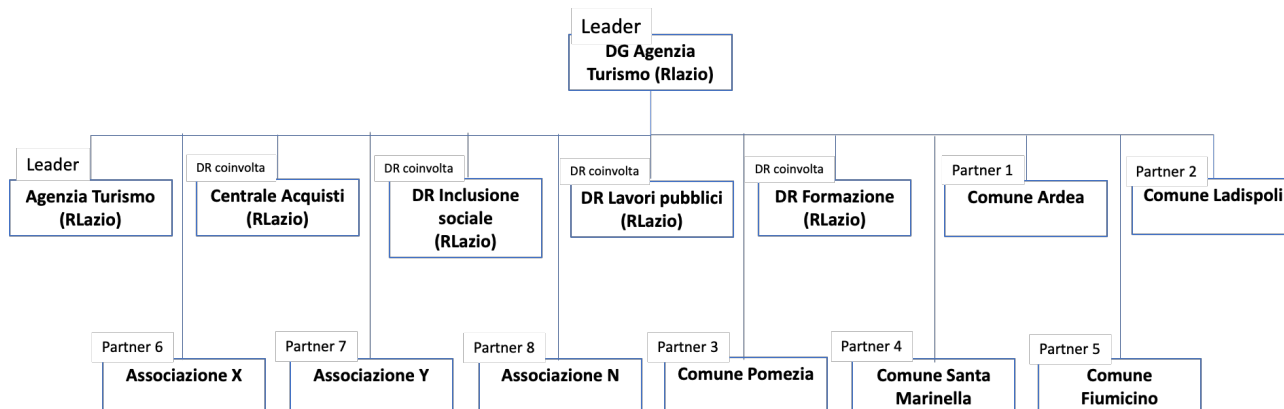 Leader
DG Agenzia
Turismo (Rlazio)
Leader
Agenzia Turismo
(RLazio)
DR coinvolta
Centrale Acquisti
(RLazio)
DR coinvolta
DR Inclusione
sociale
(RLazio)
DR coinvolta
DR Lavori pubblici
(RLazio)
DR coinvolta
DR Formazione
(RLazio)
Partner 1
Comune Ardea
Partner 2
Comune Ladispoli
Partner 6
Associazione X
Partner 7
Associazione Y
Partner 8
Associazione N
Partner 3
Comune Pomezia
Partner 4
Comune Santa
Marinella
Partner 5
Comune
Fiumicino